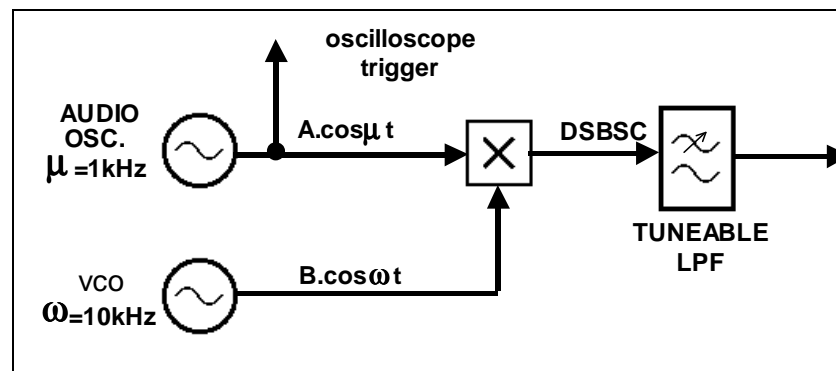 oscilloscope
trigger
AUDIO
OSC.
μ =1kHz
A.cosμ t
DSBSC
TUNEABLE
LPF
VCO
ω=10kHz
B.cosω t